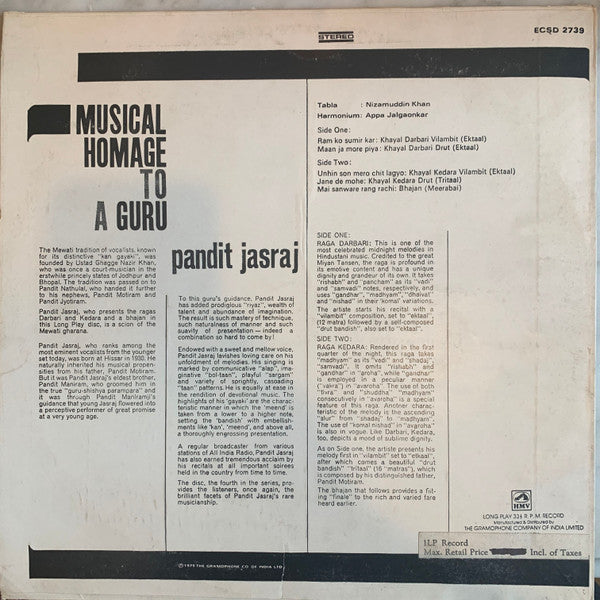 STEREO
ECSD 2739
MUSICAL
HOMAGE
TO
A GURU
pandit jasraj
Tabla : Nizamuddin Khan
Harmonium: Appa Jalgaonkar
Side One:
Ram ko sumir kar: Khayal Darbari Vilambit (Ektaal)
Maan ja more piya: Khayal Darbari Drut (Ektaal)
Side Two:
Unhin son mero chit lagyo: Khayal Kedara Vilambit (Ektaal)
Jane de mohe: Khayal Kedara Drut (Tritaal)
Mai sanware rang rachi: Bhajan (Meerabai)
The Mewati tradition of vocalists, known
for its distinctive "kan gayaki", was
founded by Ustad Ghagge Nazir Khan,
who was once a court-musician in the
erstwhile princely states of Jodhpur and
Bhopal. The tradition was passed on to
Pandit Nathulal, who handed it further
to his nephews, Pandit Motiram and
Pandit Jyotiram.
Pandit Jasraj, who presents the ragas
Darbari and Kedara and a bhajan in
this Long Play disc, is a scion of the
Mewati gharana.
Pandit Jasraj, who ranks among the
most eminent vocalists from the younger
set today, was born at Hissar in 1930. He
naturally inherited his musical proper-
sities from his father, Pandit Motiram.
But it was Pandit Jasraj's eldest brother,
Pandit Maniram, who groomed him in
the true "guru-shishya parampara" and
it was through Pandit Maniramji's
guidance that young Jasraj flowered into
a perceptive performer of great promise
at a very young age.
To this guru's guidance, Pandit Jasraj
has added prodigious "riyaz", wealth of
talent and abundance of imagination.
The result is such mastery of technique,
such naturalness of manner and such
suavity of presentation — indeed a
combination so hard to come by!
Endowed with a sweet and mellow voice,
Pandit Jasraj lavishes loving care on his
unfoldment of melodies. His singing is
marked by communicative "alap", ima-
ginative "bol-taan", playful "sargam"
and variety of sprightly, cascading
"taan" patterns. He is equally at ease in
the rendition of devotional music. The
highlights of his "gayaki" are the charac-
teristic manner in which the 'meend' is
taken from a lower to a higher note,
setting the 'bandish' with embellish-
ments like 'kan', 'meend', and above all,
a thoroughly engrossing presentation.
A regular broadcaster from various
stations of All India Radio, Pandit Jasraj
has also earned tremendous acclaim by
his recitals at all important soirees
held in the country from time to time.
The disc, the fourth in the series,
provides the listeners, once again, the
brilliant facets of Pandit Jasraj's rare
musicianship.
SIDE ONE:
RAGA DARBARI: This is one of the
most celebrated midnight melodies in
Hindustani music. Credited to the great
Miyan Tansen, the raga is profound in
its emotive content and has a unique
dignity and grandeur of its own. It takes
"rishabh" and "pancham" as its "vadi"
and "samvadi" notes, respectively, and
uses "gandhar", "madhyam", "dhaivat"
and "nishad" in their "komal" variations.
The artiste starts his recital with a
"vilambit" composition, set to "ektaal",
(12 matra) followed by a self-composed
"drut bandish", also set to "ektaal".
SIDE TWO:
RAGA KEDARA: Rendered in the first
quarter of the night, this raga takes
"madhyam" as its "vadi" and "shadaj",
"samvadi". It omits "rishabh" and
"gandhar" in "aroha", while "gandhar"
is employed in a peculiar manner
("vakra") in "avaroha". The use of both
"tivra" and "shuddha" "madhyam"
consecutively in "avaroha" is a special
feature of this raga. Another charac-
teristic of the melody is the ascending
"glur" from "shadaj" to "madhyam".
The use of "komal nishad" in "avaroha"
is also in vogue. Like Darbari, Kedara,
too, depicts a mood of sublime dignity.
As on Side one, the artiste presents his
melody first in "vilambit" set to "ektaal",
after which comes a beautiful "drut
bandish" "tritaal" (16 "matras"), which is
composed by his distinguished father,
Pandit Motiram.
The bhajan that follows provides a fit-
ting "finale" to the rich and varied fare
heard earlier.
HMV
LONG PLAY 33⅓ R. P. M. RECORD
Manufactured & Distributed by
THE GRAMOPHONE COMPANY OF INDIA LIMITED
1LP Record
Max. Retail Price Incl. of Taxes
© 1975 THE GRAMOPHONE CO OF INDIA LTD